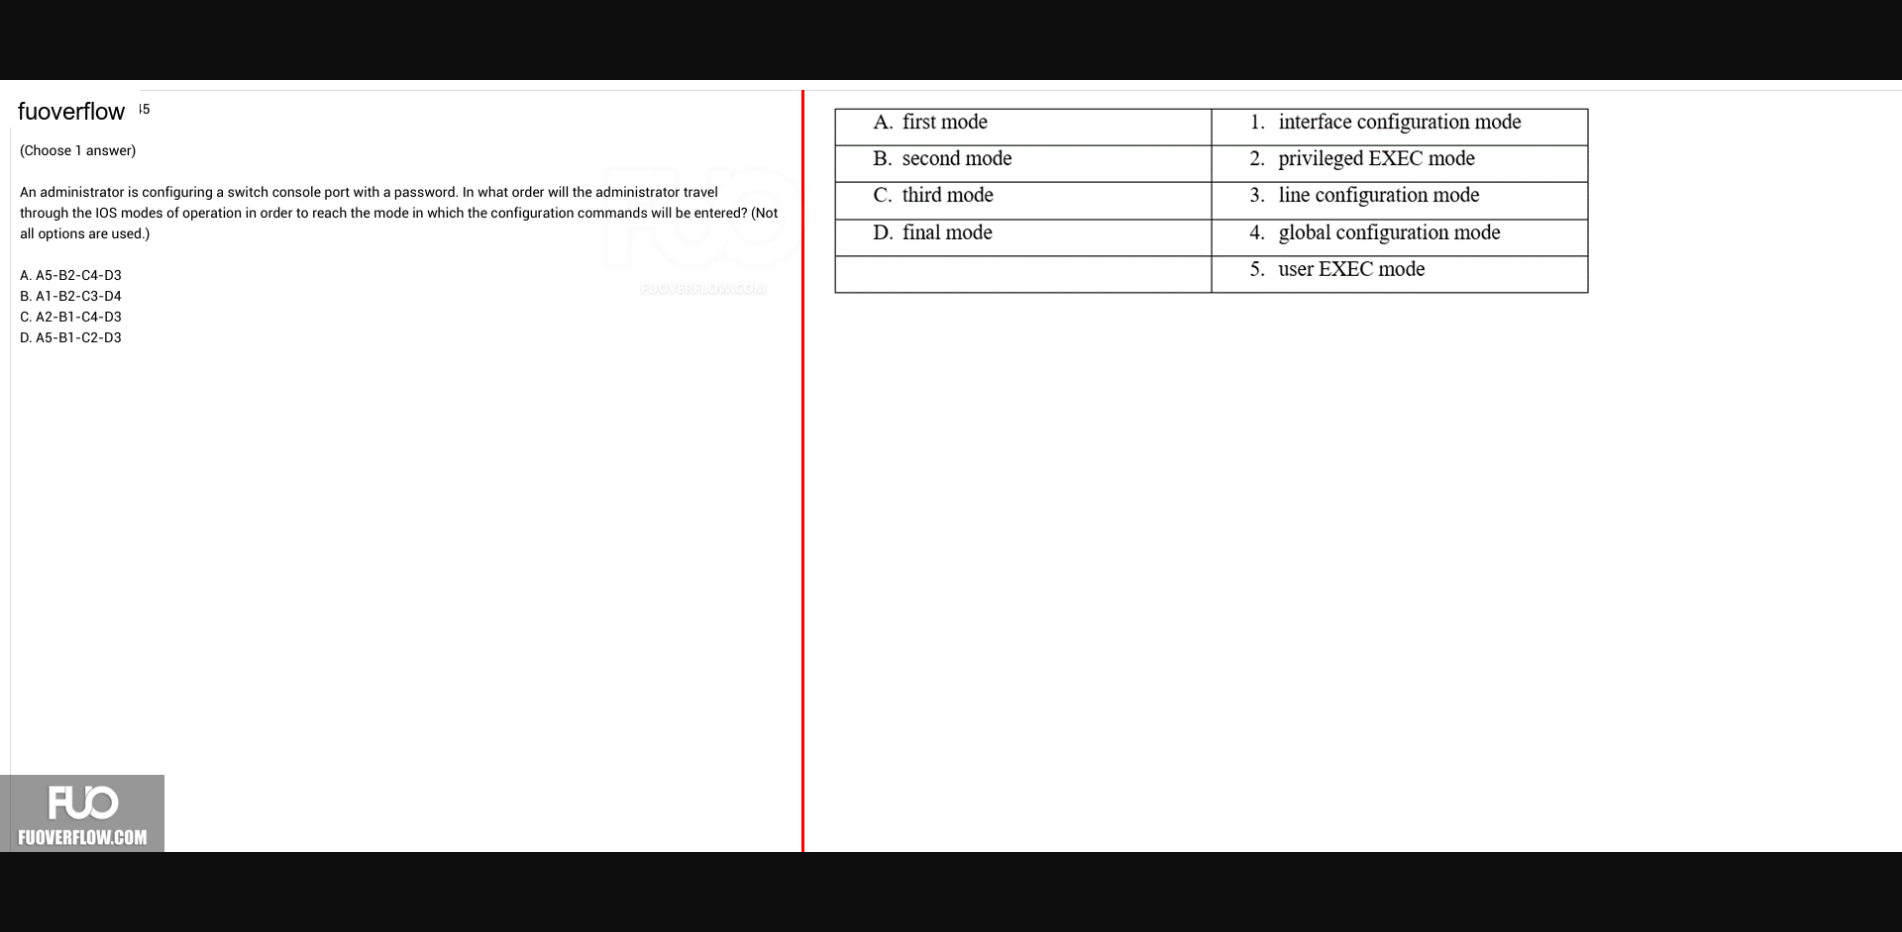 fuoverflow
(Choose 1 answer)
An administrator is configuring a switch console port with a password. In what order will the administrator travel
through the IOS modes of operation in order to reach the mode in which the configuration commands will be entered? (Not
all options are used.)
A. A5-B2-C4-D3
B. A1-B2-C3-D4
C. A2-B1-C4-D3
D. A5-B1-C2-D3
FUO
FUOVERFLOW.COM
A. first mode 1. interface configuration mode
B. second mode 2. privileged EXEC mode
C. third mode 3. line configuration mode
D. final mode 4. global configuration mode
5. user EXEC mode
FUO
FUOVERFLOW.COM